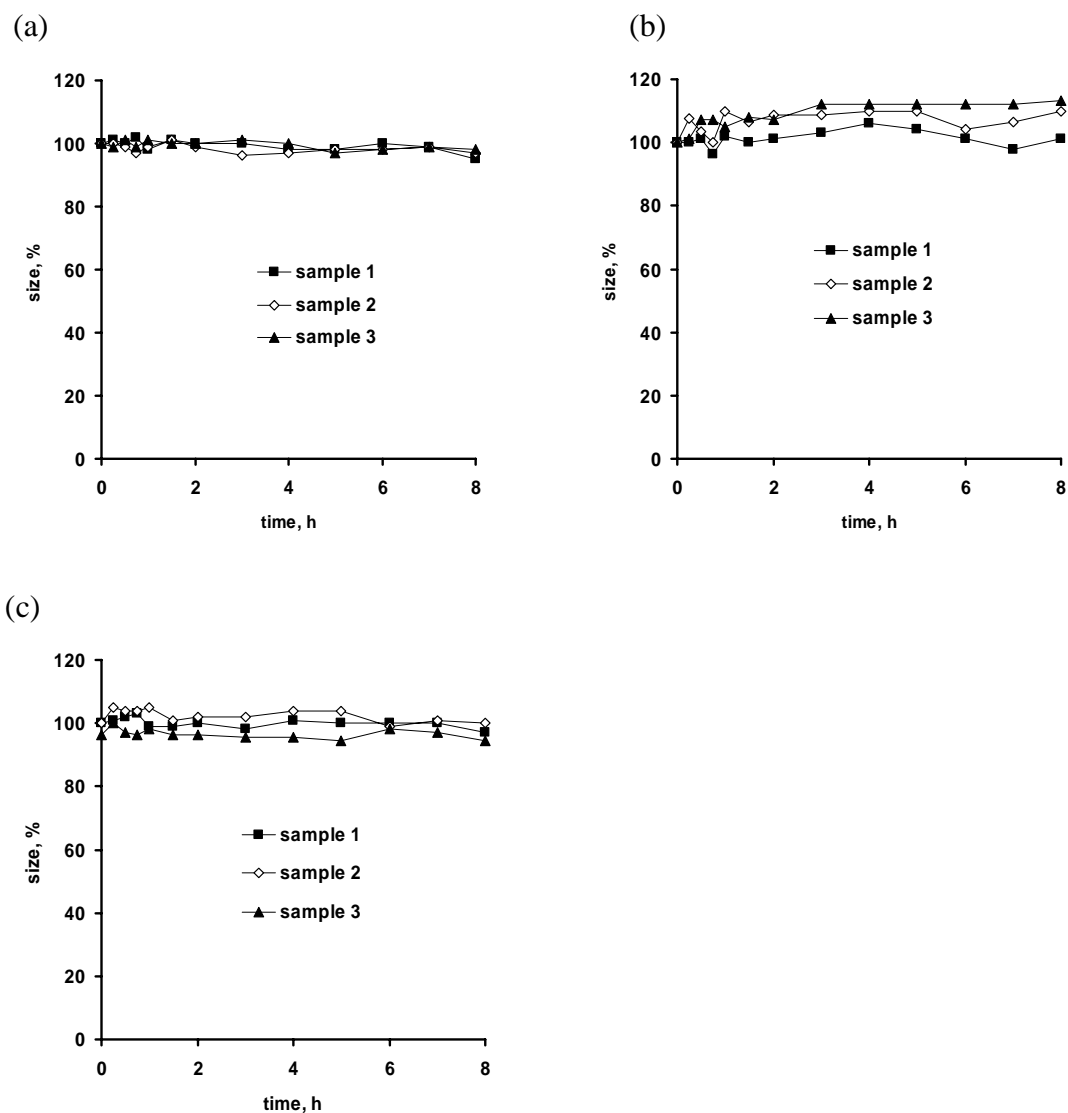 (a)
120
100
80
60
40
20
0
size, %
sample 1
sample 2
sample 3
0 2 4 6 8
time, h
(b)
120
100
80
60
40
20
0
size, %
sample 1
sample 2
sample 3
0 2 4 6 8
time, h
(c)
120
100
80
60
40
20
0
size, %
sample 1
sample 2
sample 3
0 2 4 6 8
time, h